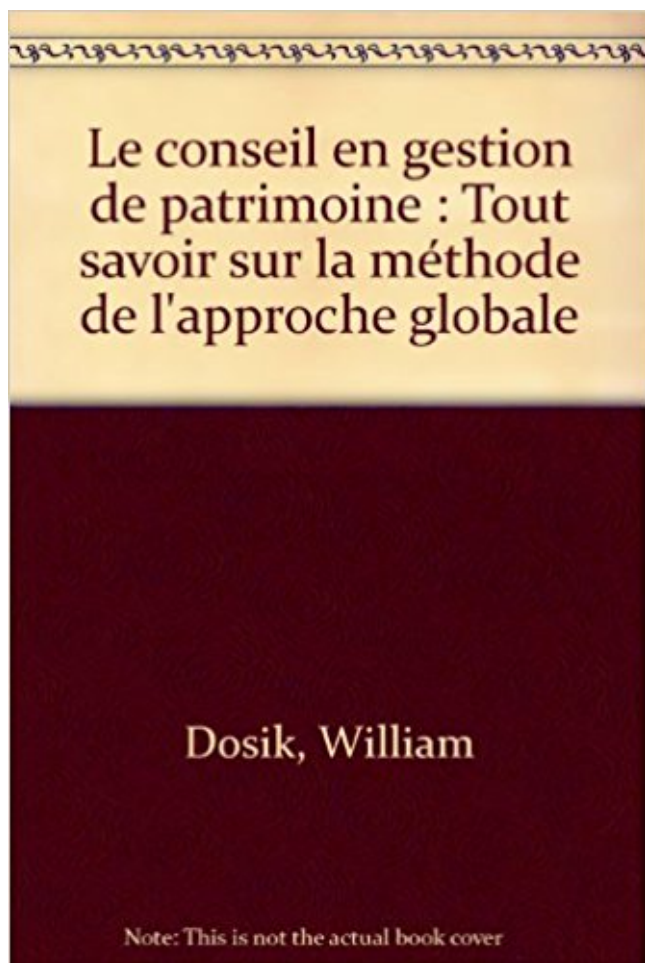 Le conseil en gestion
de patrimoine : Tout
savoir sur la méthode
de l'approche globale
Dosik, William
Note: This is not the actual book cover